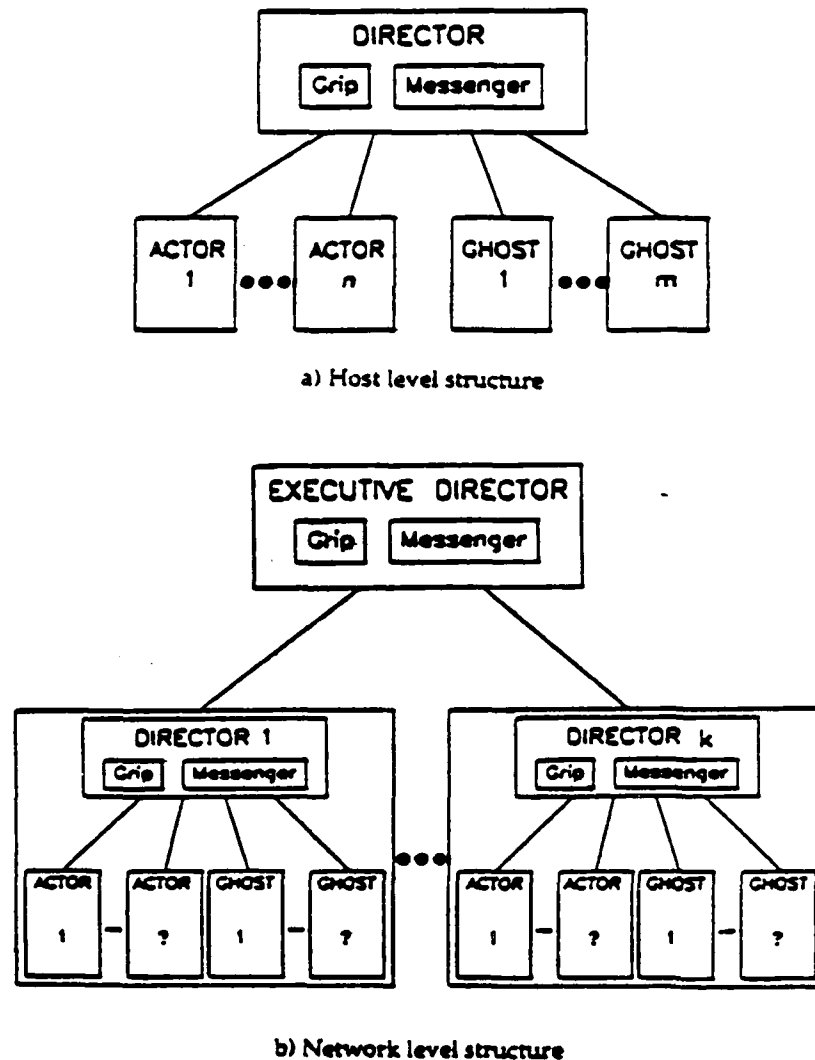 DIRECTOR
Grip Messenger
ACTOR ACTOR GHOST GHOST
1 n 1 m
a) Host level structure
EXECUTIVE DIRECTOR
Grip Messenger
DIRECTOR 1 DIRECTOR k
Grip Messenger Grip Messenger
ACTOR ACTOR GHOST GHOST ACTOR ACTOR GHOST GHOST
1 - ? 1 - ? 1 - ? 1 - ?
b) Network level structure